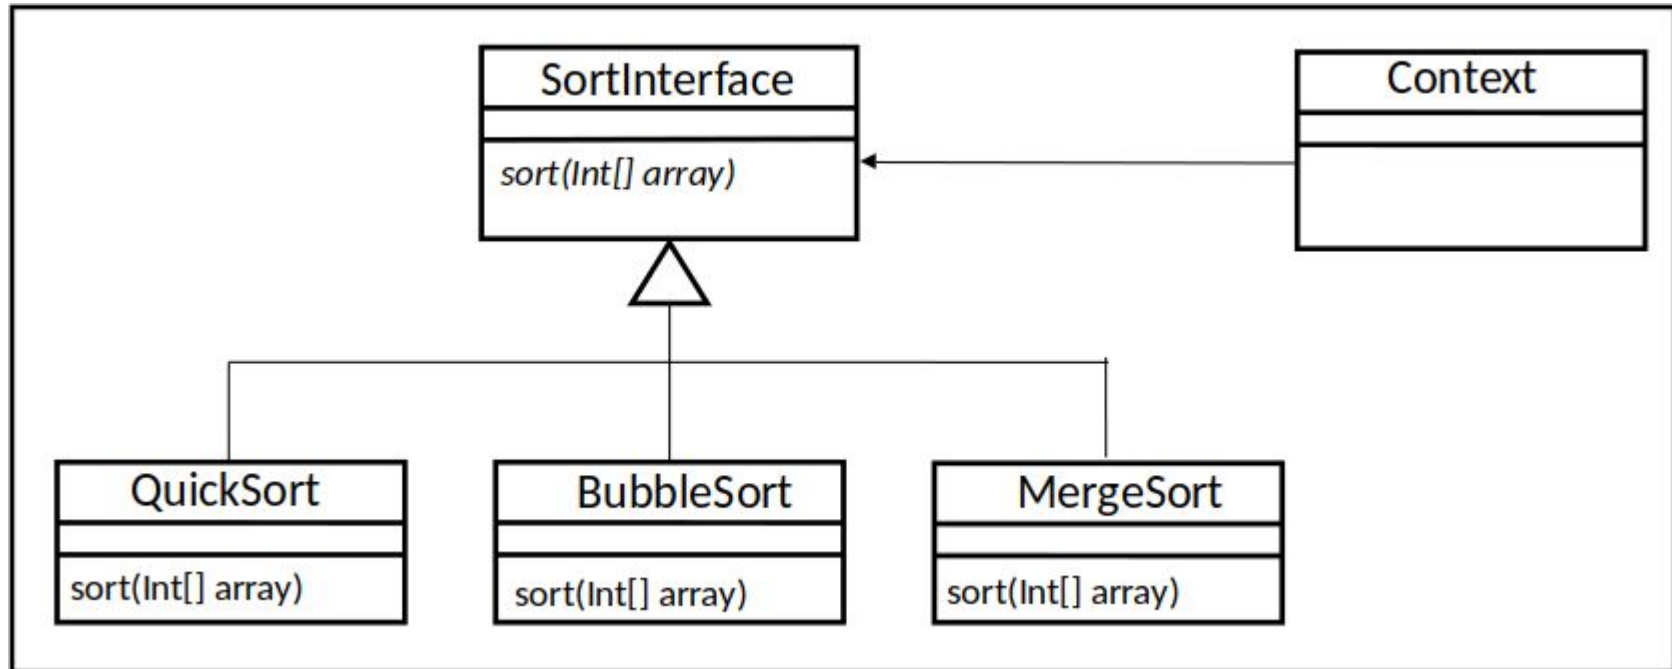 SortInterface
Context
sort(Int[] array)
QuickSort
BubbleSort
MergeSort
sort(Int[] array)
sort(Int[] array)
sort(Int[] array)